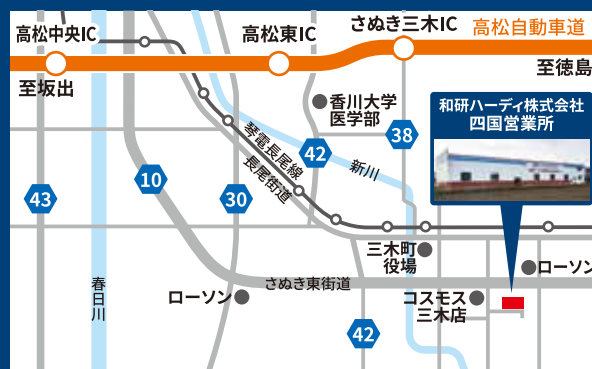 高松中央IC
高松東IC
さぬき三木IC
高松自動車道
至坂出
至徳島
香川大学
医学部
和研ハーディ株式会社
四国営業所
38
琴電長尾線
長尾街道
42
新川
43
10
30
三木町
役場
春日川
ローソン
さぬき東街道
コスモス
三木店
ローソン
42